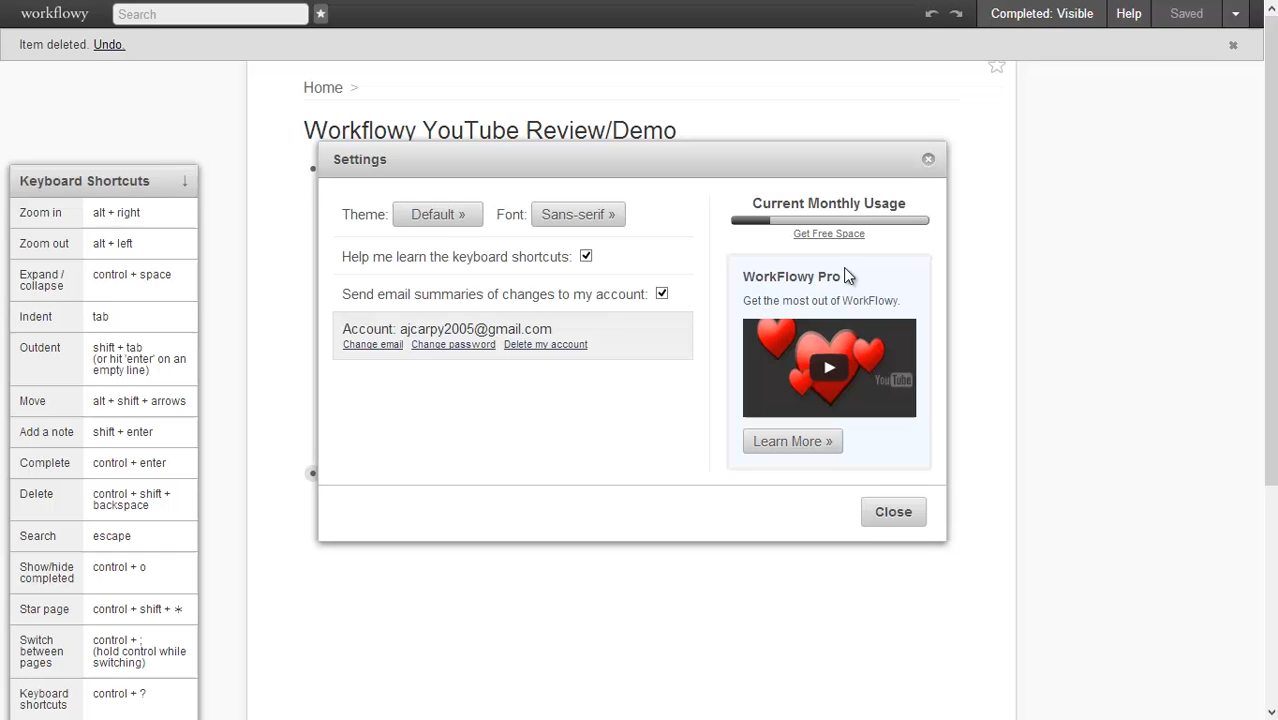 workflowy
Search
Completed: Visible
Help
Saved
Item deleted. Undo.
Home >
Workflowy YouTube Review/Demo
Keyboard Shortcuts ↓
Zoom in alt + right
Zoom out alt + left
Expand / collapse control + space
Indent tab
Outdent shift + tab
(or hit 'enter' on an
empty line)
Move alt + shift + arrows
Add a note shift + enter
Complete control + enter
Delete control + shift +
backspace
Search escape
Show/hide
completed control + o
Star page control + shift + *
Switch
between
pages
control + ;
(hold control while
switching)
Keyboard
shortcuts
control + ?
Settings
Theme: Default » Font: Sans-serif »
Help me learn the keyboard shortcuts:
Send email summaries of changes to my account:
Account: ajcarpy2005@gmail.com
Change email Change password Delete my account
Current Monthly Usage
Get Free Space
WorkFlowy Pro
Get the most out of WorkFlowy.
YouTube
Learn More »
Close